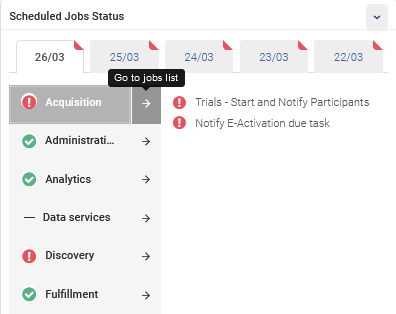 Scheduled Jobs Status
26/03 25/03 24/03 23/03 22/03
Go to jobs list
Acquisition
Administrati...
Analytics
Data services
Discovery
Fulfillment
Trials - Start and Notify Participants
Notify E-Activation due task